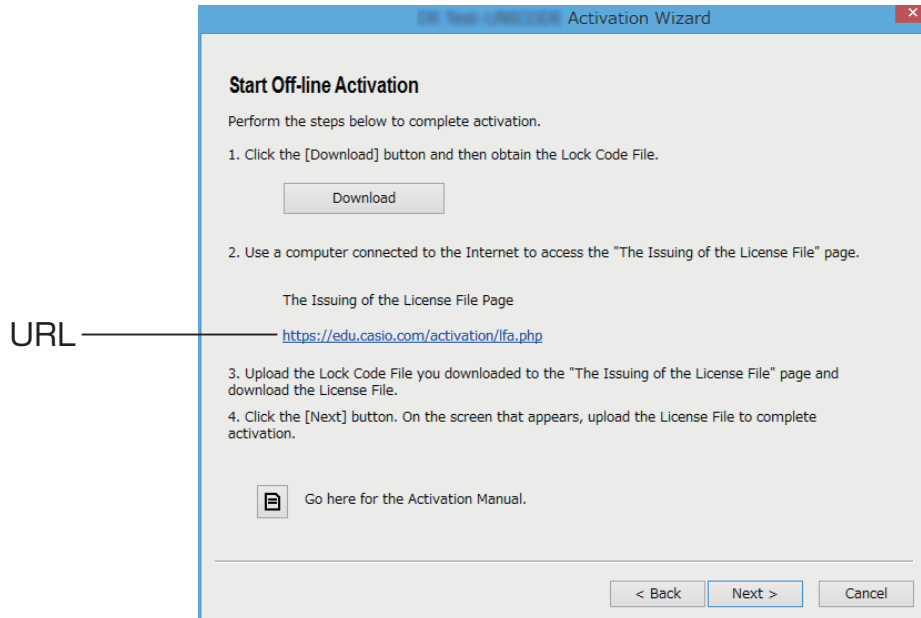 Activation Wizard
Start Off-line Activation
Perform the steps below to complete activation.
1. Click the [Download] button and then obtain the Lock Code File.
Download
2. Use a computer connected to the Internet to access the "The Issuing of the License File" page.
The Issuing of the License File Page
URL
https://edu.casio.com/activation/lfa.php
3. Upload the Lock Code File you downloaded to the "The Issuing of the License File" page and
download the License File.
4. Click the [Next] button. On the screen that appears, upload the License File to complete
activation.
Go here for the Activation Manual.
< Back Next > Cancel